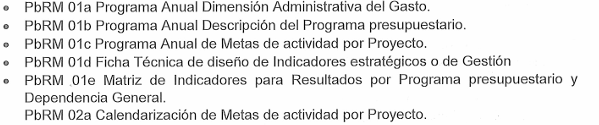 • PbRM 01a Programa Anual Dimensión Administrativa del Gasto.
• PbRM 01b Programa Anual Descripción del Programa presupuestario.
• PbRM 01c Programa Anual de Metas de actividad por Proyecto.
• PbRM 01d Ficha Técnica de diseño de Indicadores estratégicos o de Gestión
• PbRM 01e Matriz de Indicadores para Resultados por Programa presupuestario y
Dependencia General.
PbRM 02a Calendarización de Metas de actividad por Proyecto.